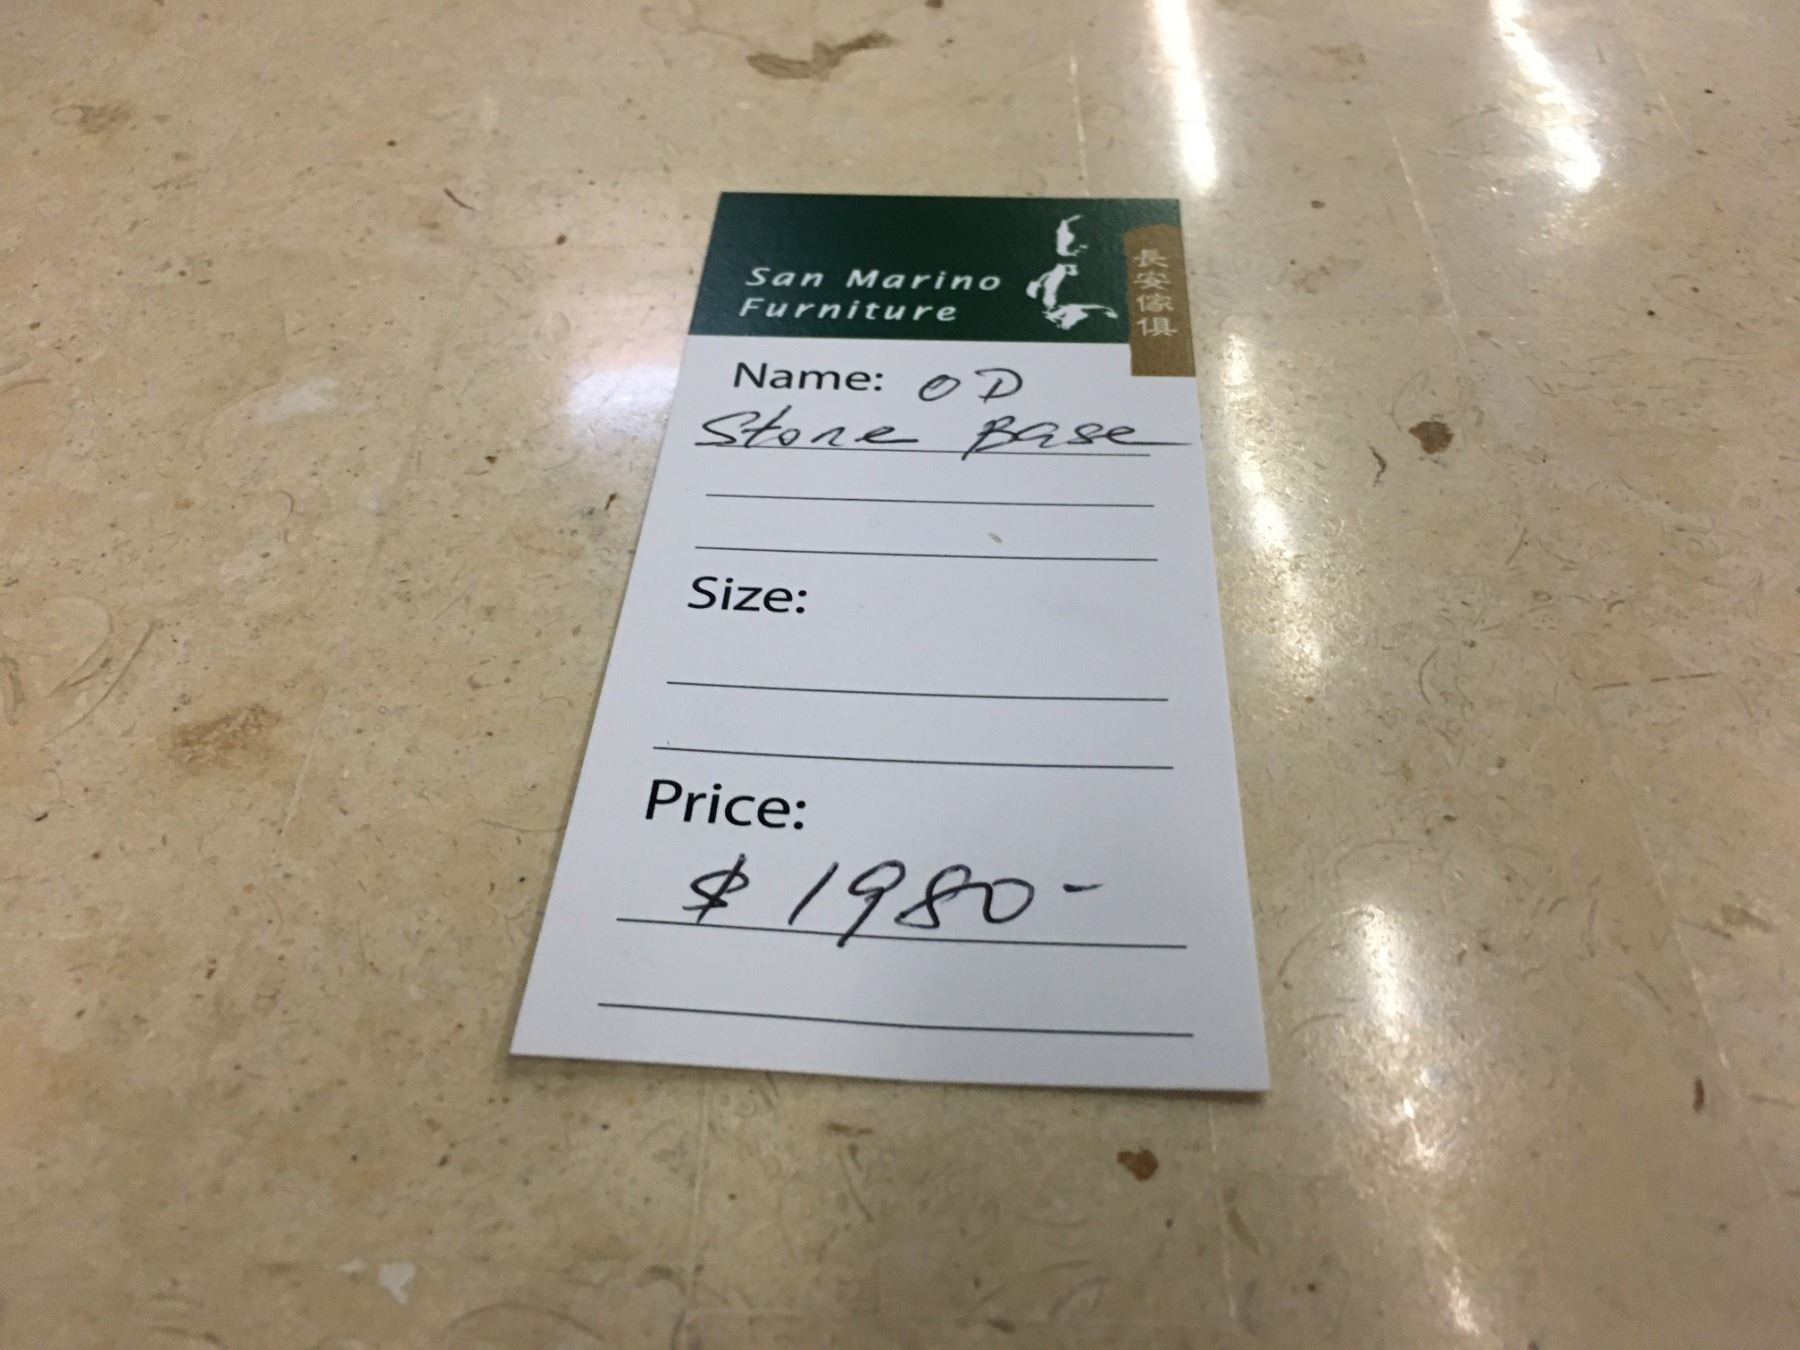 San Marino
Furniture
長安傢俱
Name: OD
Stone Base
Size:
Price:
$ 1980-